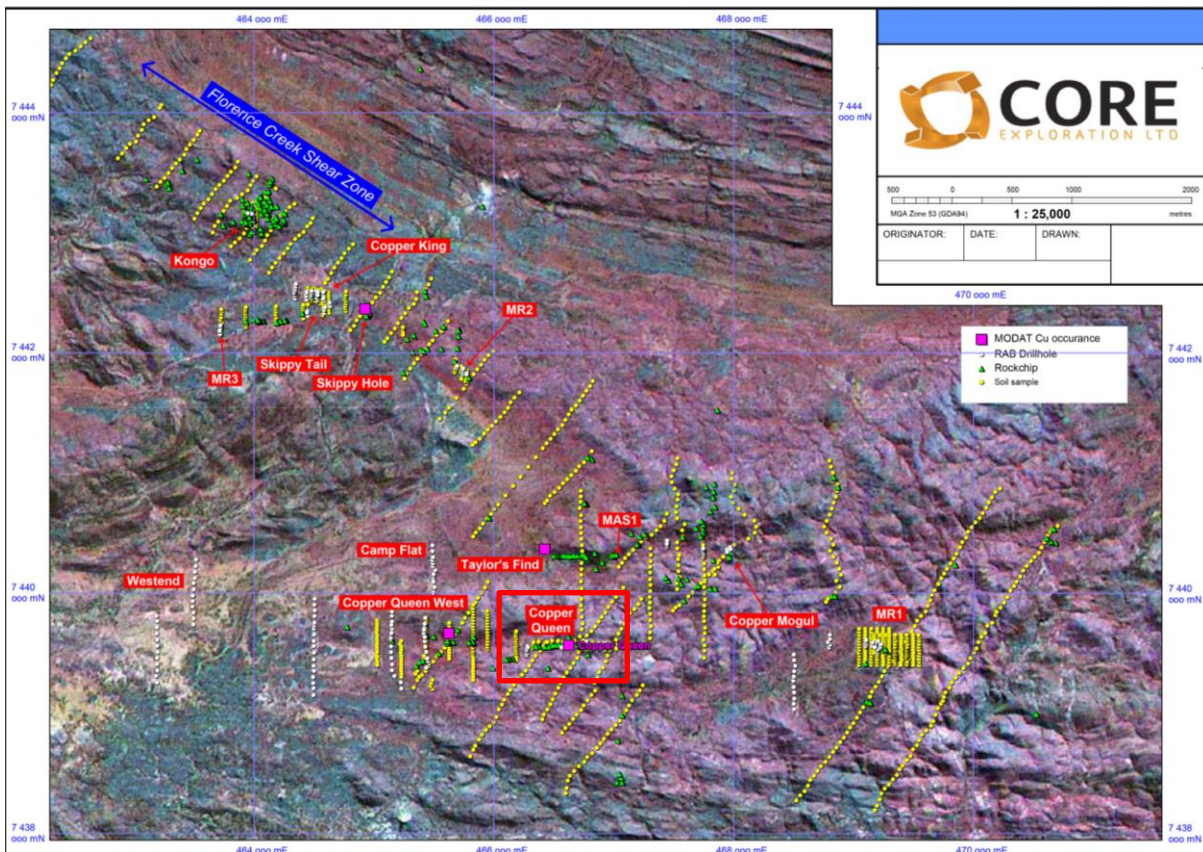 464 000 mE
466 000 mE
468 000 mE
7 444
000 mN
7 444
000 mN
CORE
EXPLORATION LTD
500
0
500
1000
2000
MGA Zone 53 (GDA94)
1 : 25,000
metres
ORIGINATOR:
DATE:
DRAWN:
Florence Creek Shear Zone
Copper King
Kongo
470 000 mE
MODAT Cu occurance
RAB Drillhole
Rockchip
Soil sample
MR2
7 442
000 mN
7 442
000 mN
Skippy Tail
MR3
Skippy Hole
MAS1
Camp Flat
Taylor's Find
Westend
7 440
000 mN
7 440
000 mN
Copper Queen West
Copper
Queen
Copper Mogul
MR1
Copper Queen
7 438
000 mN
7 438
000 mN
464 000 mE
466 000 mE
468 000 mE
470 000 mE